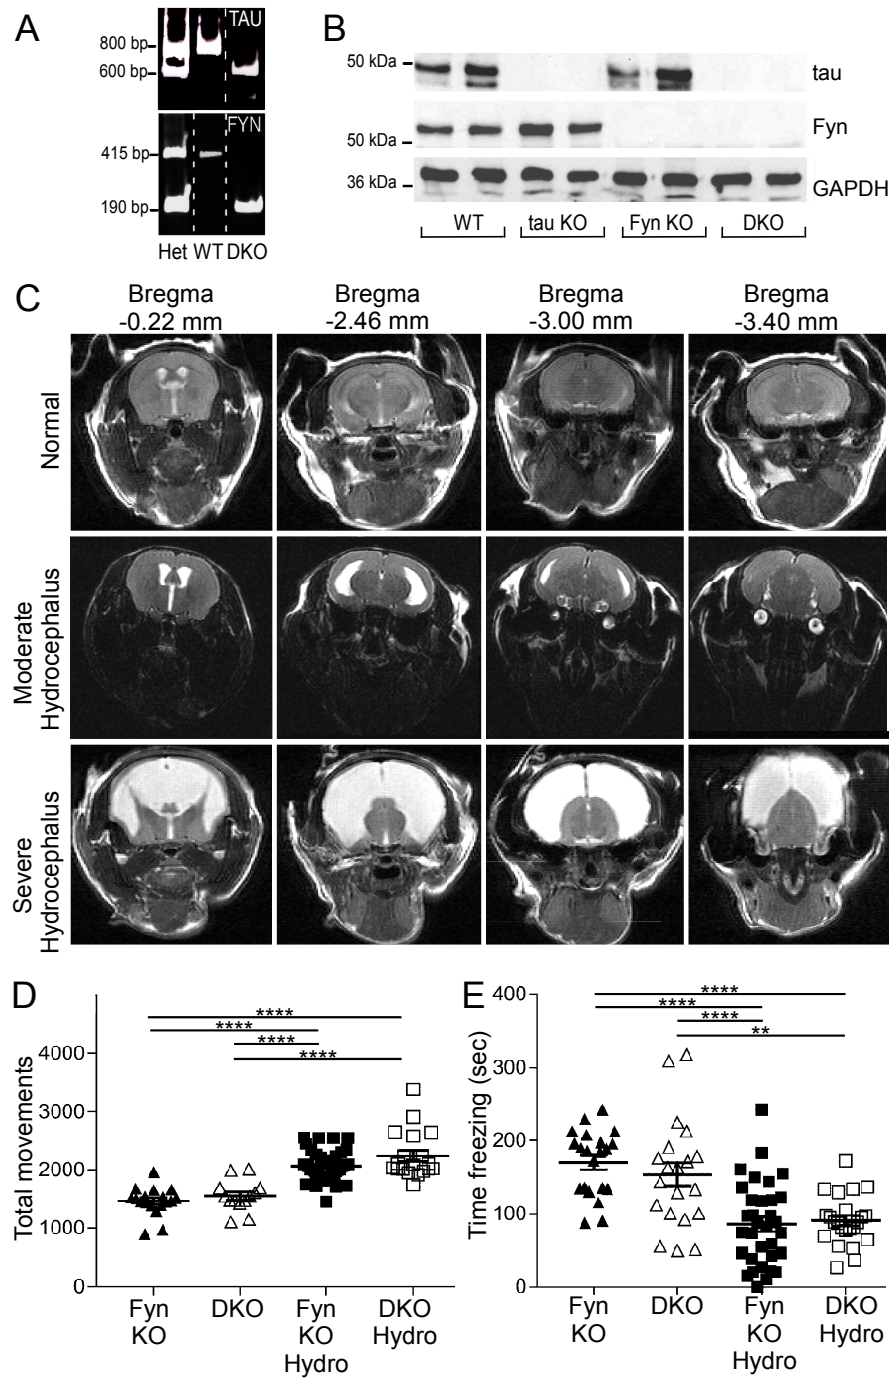 A
TAU
800 bp
600 bp
FYN
415 bp
190 bp
Het WT DKO
B
50 kDa
tau
Fyn
50 kDa
36 kDa
GAPDH
WT tau KO Fyn KO DKO
C
Bregma -0.22 mm
Bregma -2.46 mm
Bregma -3.00 mm
Bregma -3.40 mm
Normal
Moderate Hydrocephalus
Severe Hydrocephalus
D
Total movements
4000
3000
2000
1000
0
****
****
****
****
Fyn KO
DKO
Fyn KO Hydro
DKO Hydro
E
Time freezing (sec)
400
300
200
100
0
****
****
****
**
Fyn KO
DKO
Fyn KO Hydro
DKO Hydro